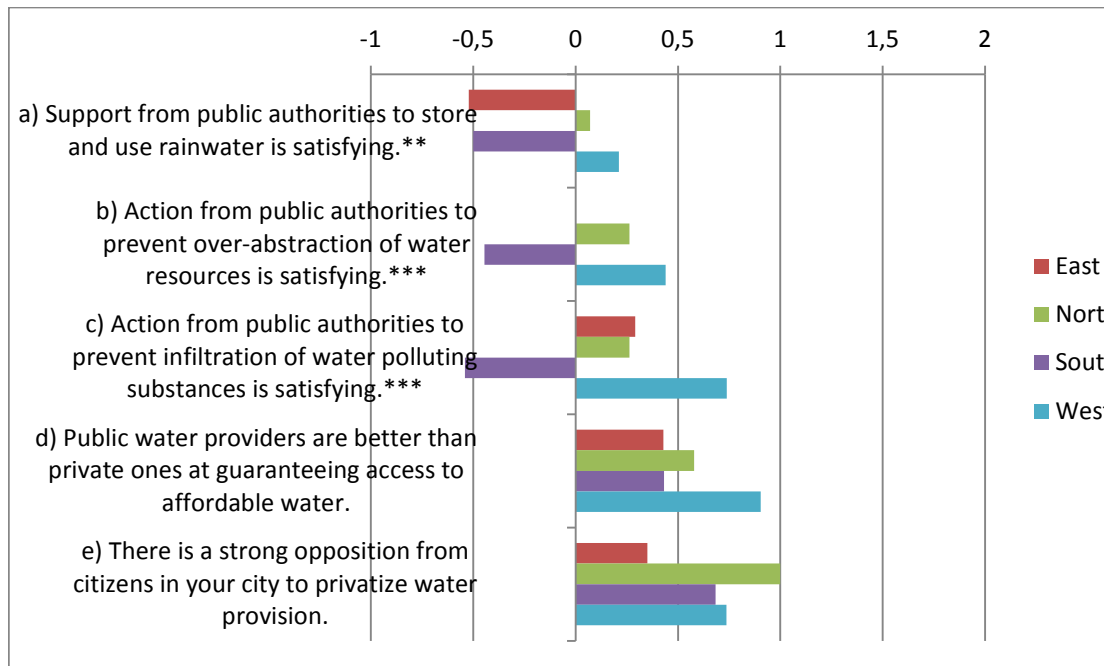 -1 -0,5 0 0,5 1 1,5 2
a) Support from public authorities to store
and use rainwater is satisfying.**
b) Action from public authorities to
prevent over-abstraction of water
resources is satisfying.***
c) Action from public authorities to
prevent infiltration of water polluting
substances is satisfying.***
d) Public water providers are better than
private ones at guaranteeing access to
affordable water.
e) There is a strong opposition from
citizens in your city to privatize water
provision.
East
Nort
Sout
West